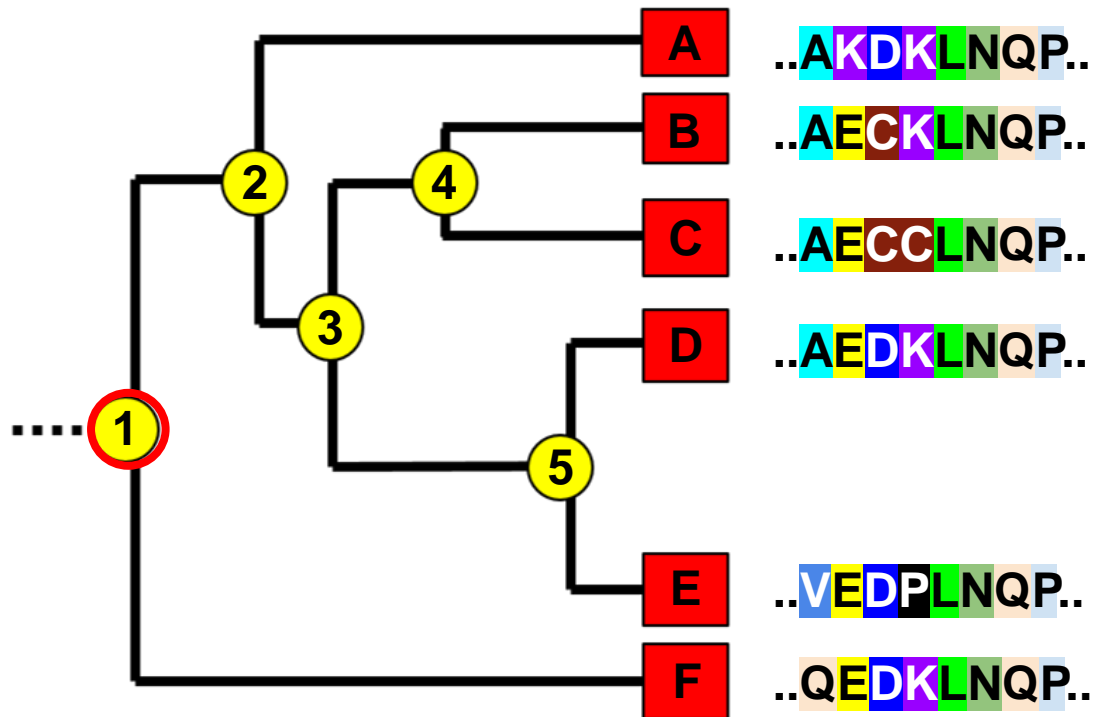 A ..AKDKLNQP..
B ..AECKLNQP..
2 4
C ..AECCLNQP..
3 D ..AEDKLNQP..
1
5
E ..VEDPLNQP..
F ..QEDKLNQP..